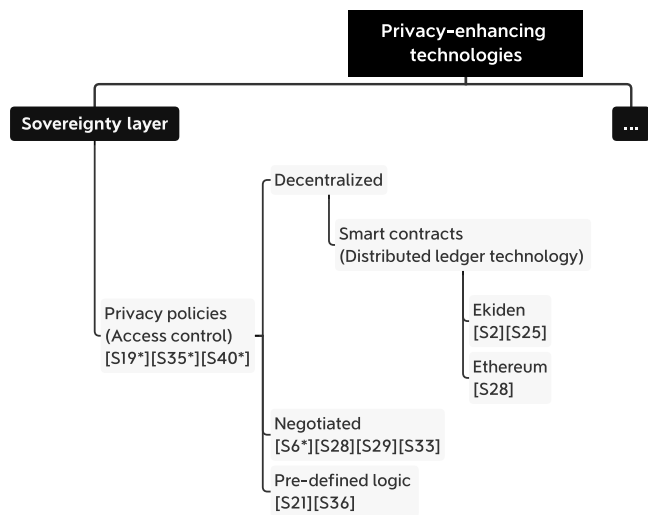 Privacy-enhancing
technologies
Sovereignty layer
...
Decentralized
Smart contracts
(Distributed ledger technology)
Privacy policies
(Access control)
[S19*][S35*][S40*]
Ekiden
[S2][S25]
Ethereum
[S28]
Negotiated
[S6*][S28][S29][S33]
Pre-defined logic
[S21][S36]